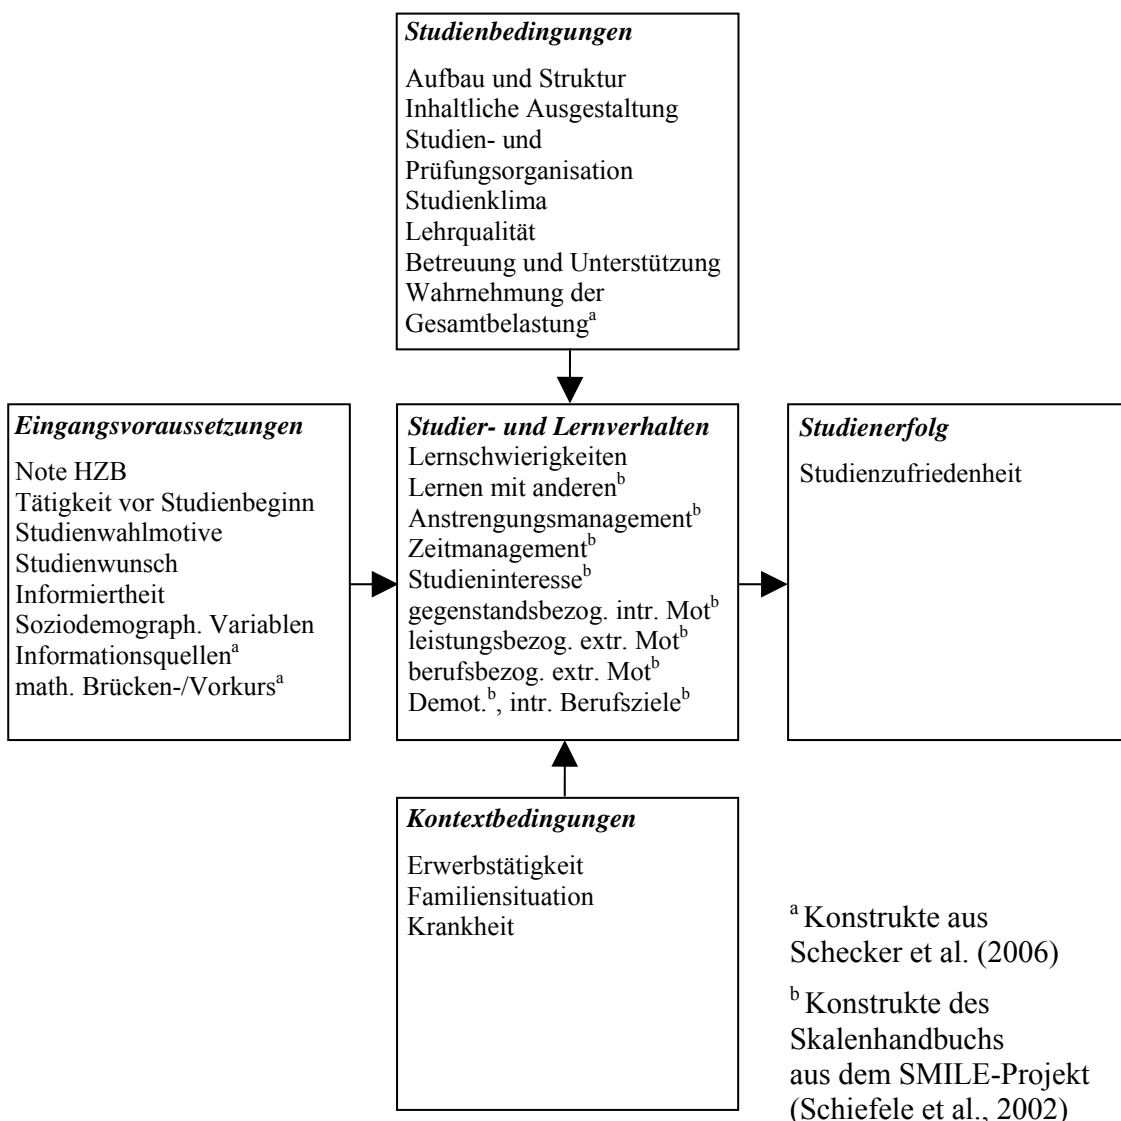 Studienbedingungen
Aufbau und Struktur
Inhaltliche Ausgestaltung
Studien- und
Prüfungsorganisation
Studienklima
Lehrqualität
Betreuung und Unterstützung
Wahrnehmung der
Gesamtbelastung^a
Eingangsvoraussetzungen
Note HZB
Tätigkeit vor Studienbeginn
Studienwahlmotive
Studienwunsch
Informiertheit
Soziodemograph. Variablen
Informationsquellen^a
math. Brücken-/Vorkurs^a
Studier- und Lernverhalten
Lernschwierigkeiten
Lernen mit anderen^b
Anstrengungsmanagement^b
Zeitmanagement^b
Studieninteresse^b
gegenstandsbezog. intr. Mot^b
leistungsbezog. extr. Mot^b
berufsbezog. extr. Mot^b
Demot.^b, intr. Berufsziele^b
Studienerfolg
Studienzufriedenheit
Kontextbedingungen
Erwerbstätigkeit
Familiensituation
Krankheit
^a Konstrukte aus
Schecker et al. (2006)
^b Konstrukte des
Skalenhandbuchs
aus dem SMILE-Projekt
(Schiefele et al., 2002)